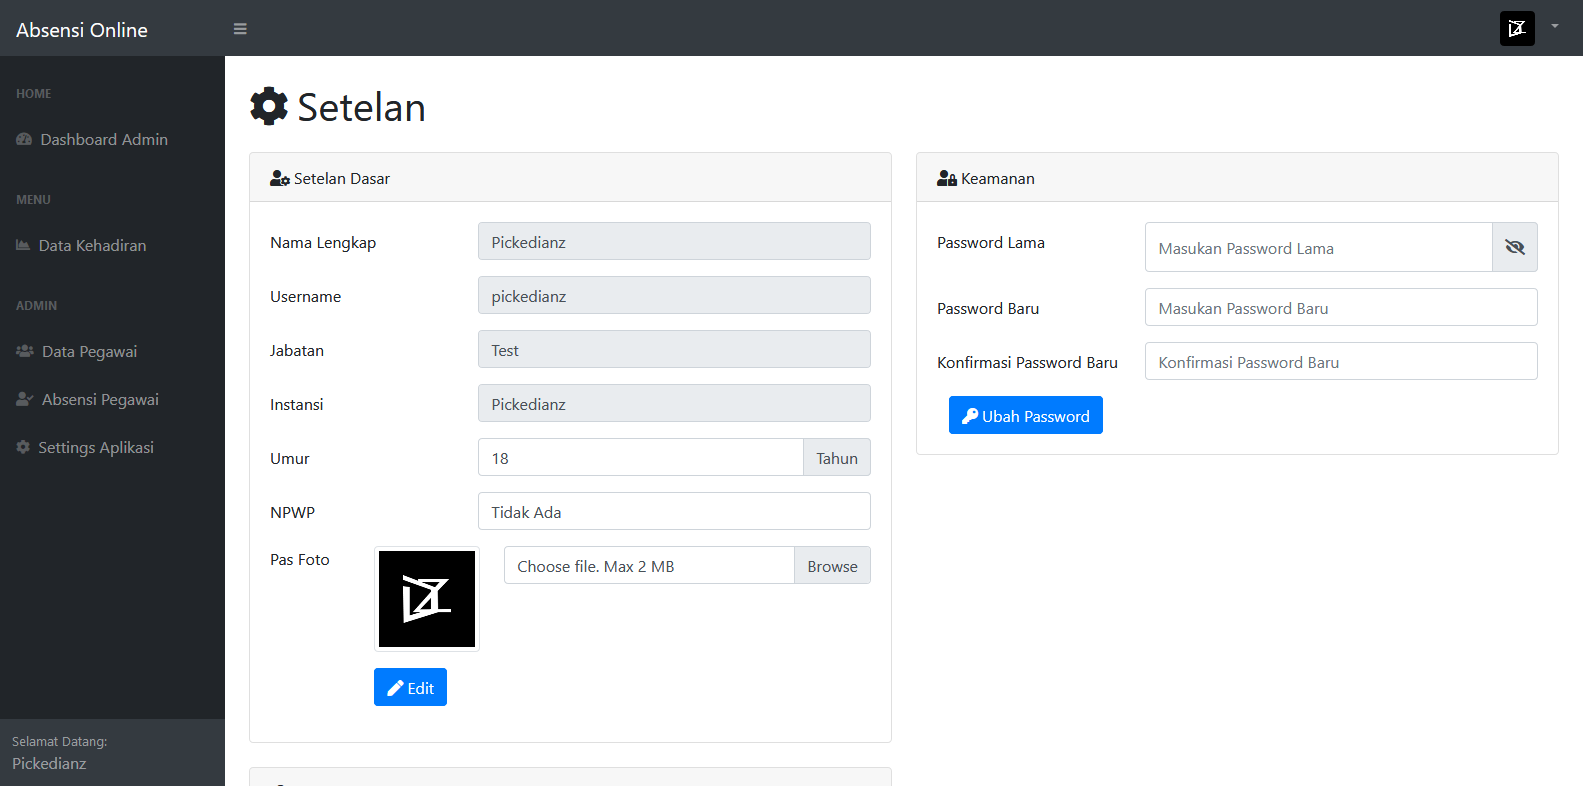 Absensi Online
HOME
Dashboard Admin
MENU
Data Kehadiran
ADMIN
Data Pegawai
Absensi Pegawai
Settings Aplikasi
Selamat Datang:
Pickedianz
Setelan
Setelan Dasar
Nama Lengkap Pickedianz
Username pickedianz
Jabatan Test
Instansi Pickedianz
Umur 18 Tahun
NPWP Tidak Ada
Pas Foto Choose file. Max 2 MB Browse
Edit
Keamanan
Password Lama Masukan Password Lama
Password Baru Masukan Password Baru
Konfirmasi Password Baru Konfirmasi Password Baru
Ubah Password